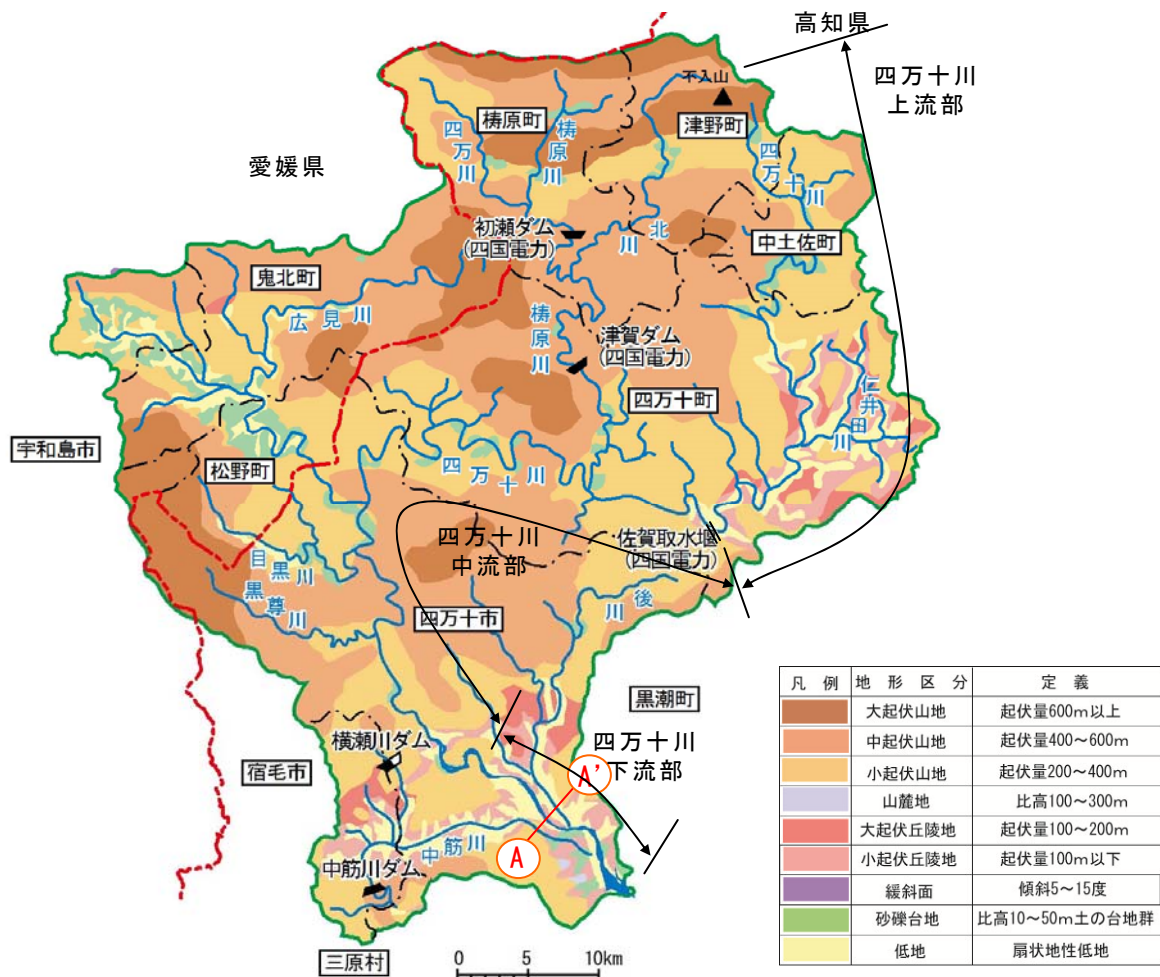 高知県
四万十川
上流部
不入山
梼原町
津野町
四万川
梼原川
四万十川
愛媛県
初瀬ダム
(四国電力)
北川
中土佐町
鬼北町
広見川
梼原川
津賀ダム
(四国電力)
四万十町
仁井田川
宇和島市
松野町
四万十川
四万十川
中流部
佐賀取水堰
(四国電力)
目黒川
黒尊川
後川
四万十市
黒潮町
横瀬ダム
四万十川
下流部
宿毛市
A'
A
中筋川
中筋川ダム
三原村
0 5 10km
凡例 地形区分 定義
大起伏山地 起伏量600m以上
中起伏山地 起伏量400～600m
小起伏山地 起伏量200～400m
山麓地 比高100～300m
大起伏丘陵地 起伏量100～200m
小起伏丘陵地 起伏量100m以下
緩斜面 傾斜5～15度
砂礫台地 比高10～50m土の台地群
低地 扇状地性低地